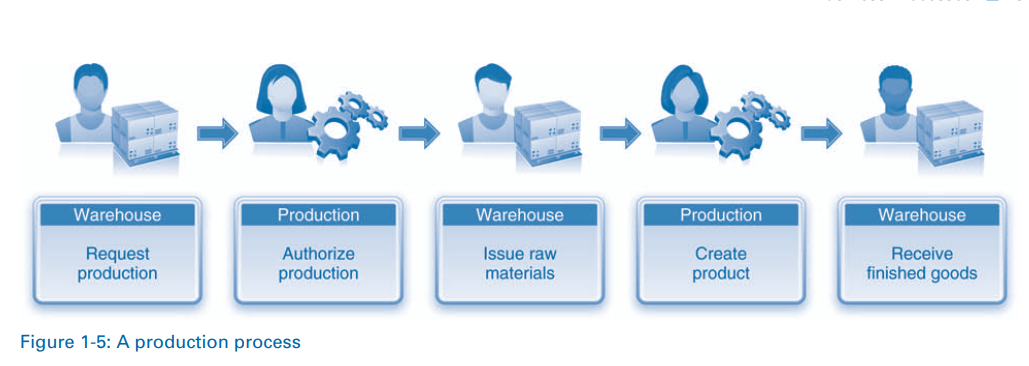 Warehouse
Request
production
Production
Authorize
production
Warehouse
Issue raw
materials
Production
Create
product
Warehouse
Receive
finished goods
Figure 1-5: A production process